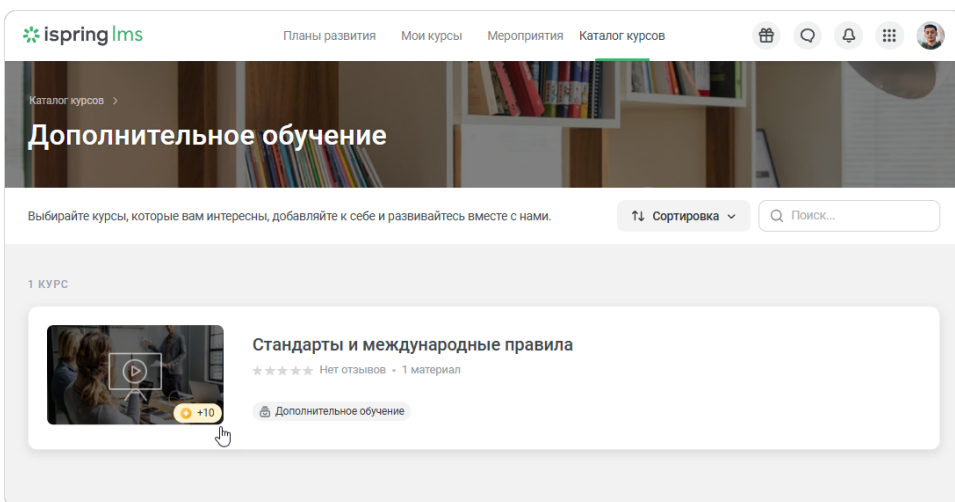 ispring lms
Планы развития Мои курсы Мероприятия Каталог курсов
Каталог курсов >
Дополнительное обучение
Выбирайте курсы, которые вам интересны, добавляйте к себе и развивайтесь вместе с нами.
Сортировка
Поиск...
1 КУРС
Стандарты и международные правила
Нет отзывов • 1 материал
+10
Дополнительное обучение